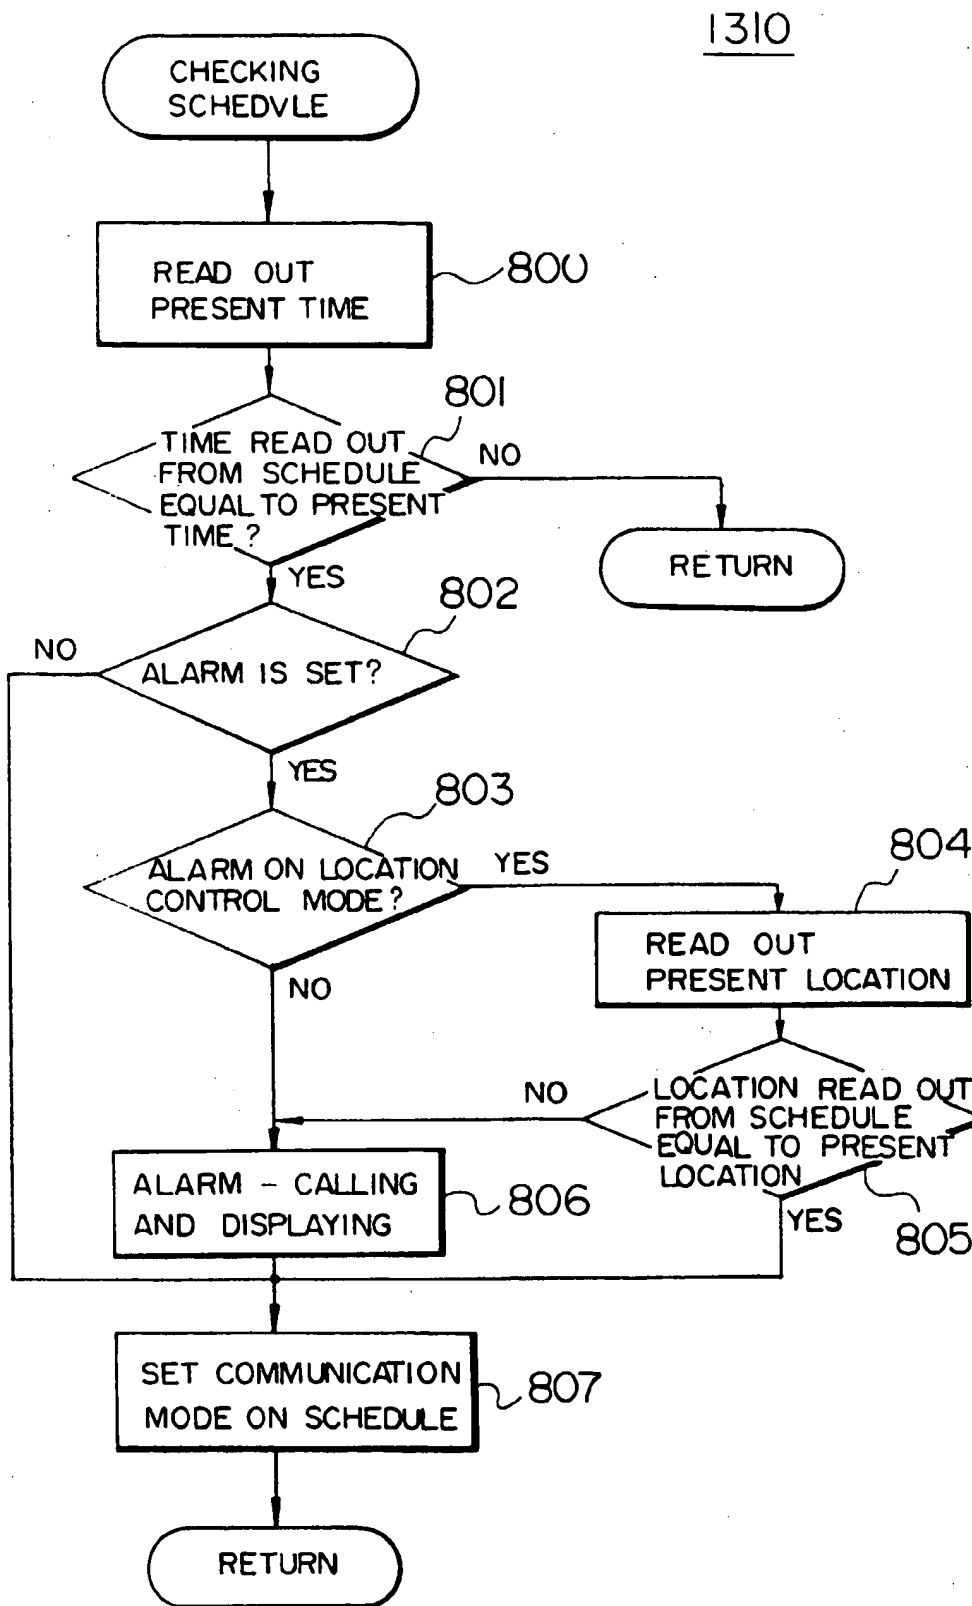 1310
CHECKING
SCHEDVLE
READ OUT
PRESENT TIME
800
801
TIME READ OUT
FROM SCHEDULE
EQUAL TO PRESENT
TIME?
NO
RETURN
YES
802
NO
ALARM IS SET?
YES
803
ALARM ON LOCATION
CONTROL MODE?
YES
804
READ OUT
PRESENT LOCATION
NO
NO
LOCATION READ OUT
FROM SCHEDULE
EQUAL TO PRESENT
LOCATION
YES
805
ALARM - CALLING
AND DISPLAYING
806
SET COMMUNICATION
MODE ON SCHEDULE
807
RETURN